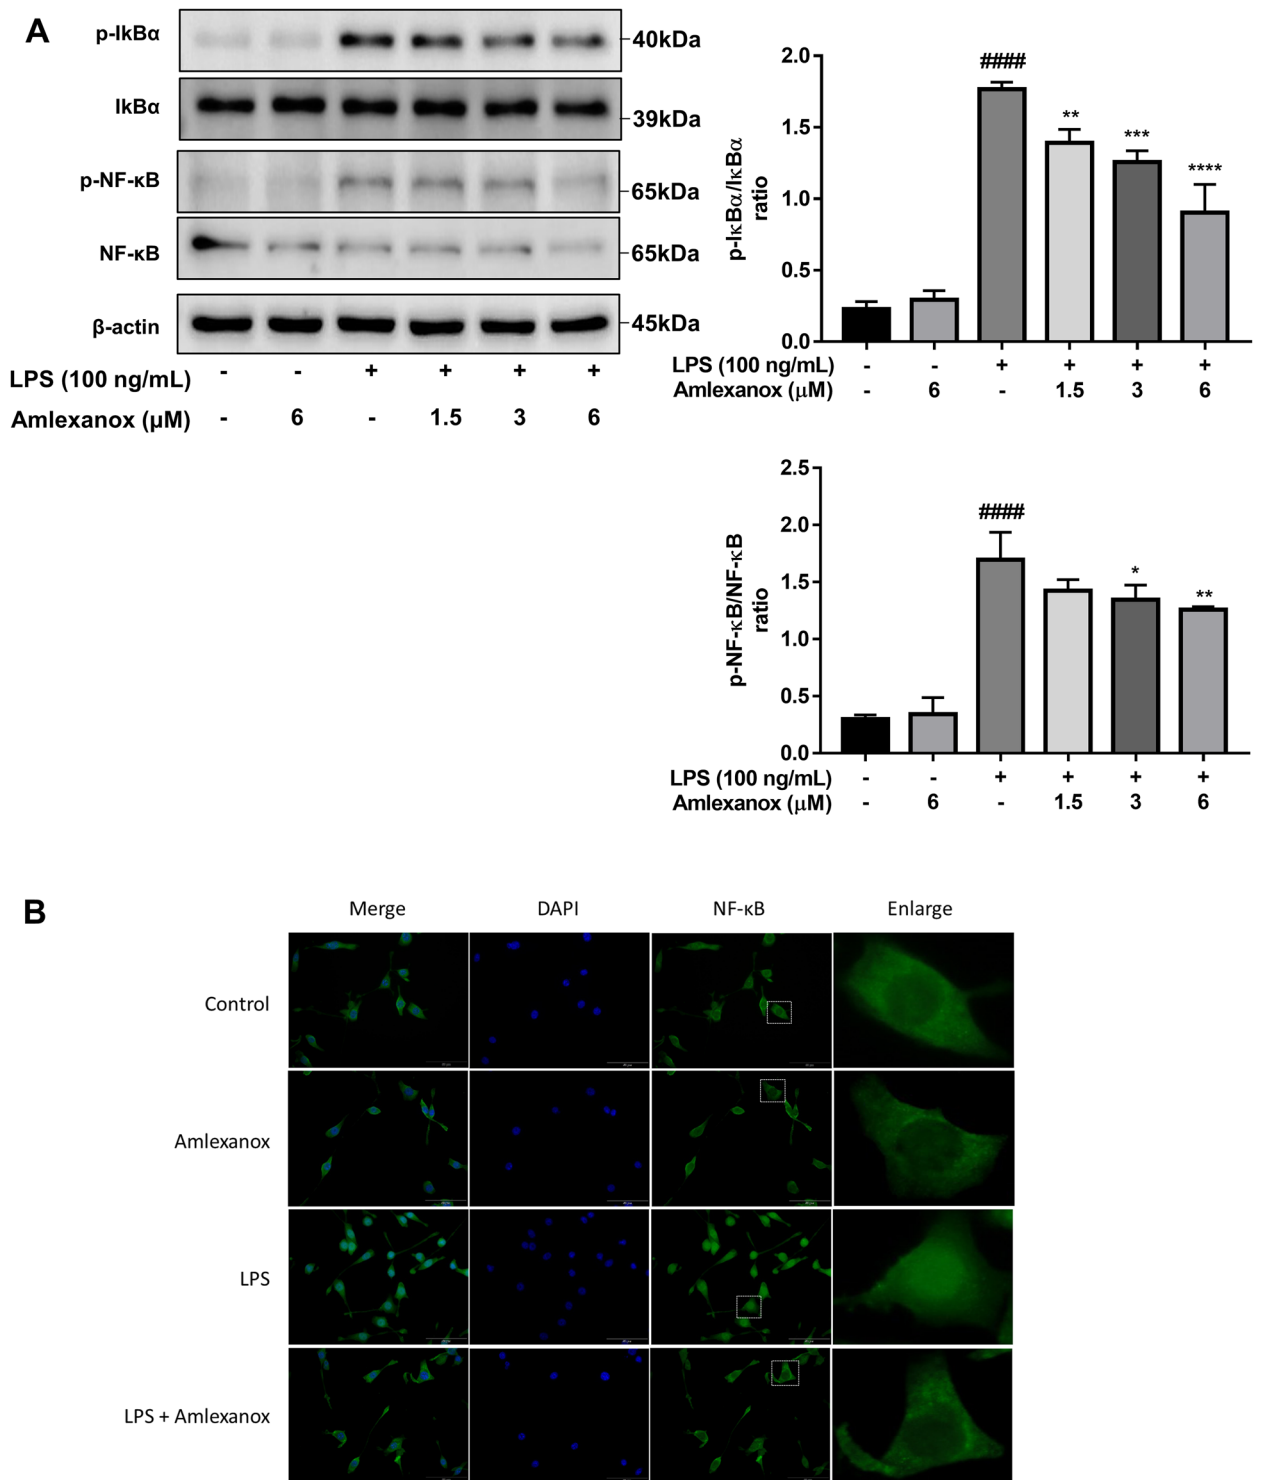 A
p-IkBα
40kDa
IkBα
39kDa
p-NF-κB
65kDa
NF-κB
65kDa
β-actin
45kDa
LPS (100 ng/mL) - - + + + +
Amlexanox (μM) - 6 - 1.5 3 6
p-IκBα/IκBα
ratio
2.0
1.5
1.0
0.5
0.0
####
**
***
****
LPS (100 ng/mL) - - + + + +
Amlexanox (μM) - 6 - 1.5 3 6
p-NF-κB/NF-κB
ratio
2.5
2.0
1.5
1.0
0.5
0.0
####
*
**
LPS (100 ng/mL) - - + + + +
Amlexanox (μM) - 6 - 1.5 3 6
B
Merge DAPI NF-κB Enlarge
Control
Amlexanox
LPS
LPS + Amlexanox